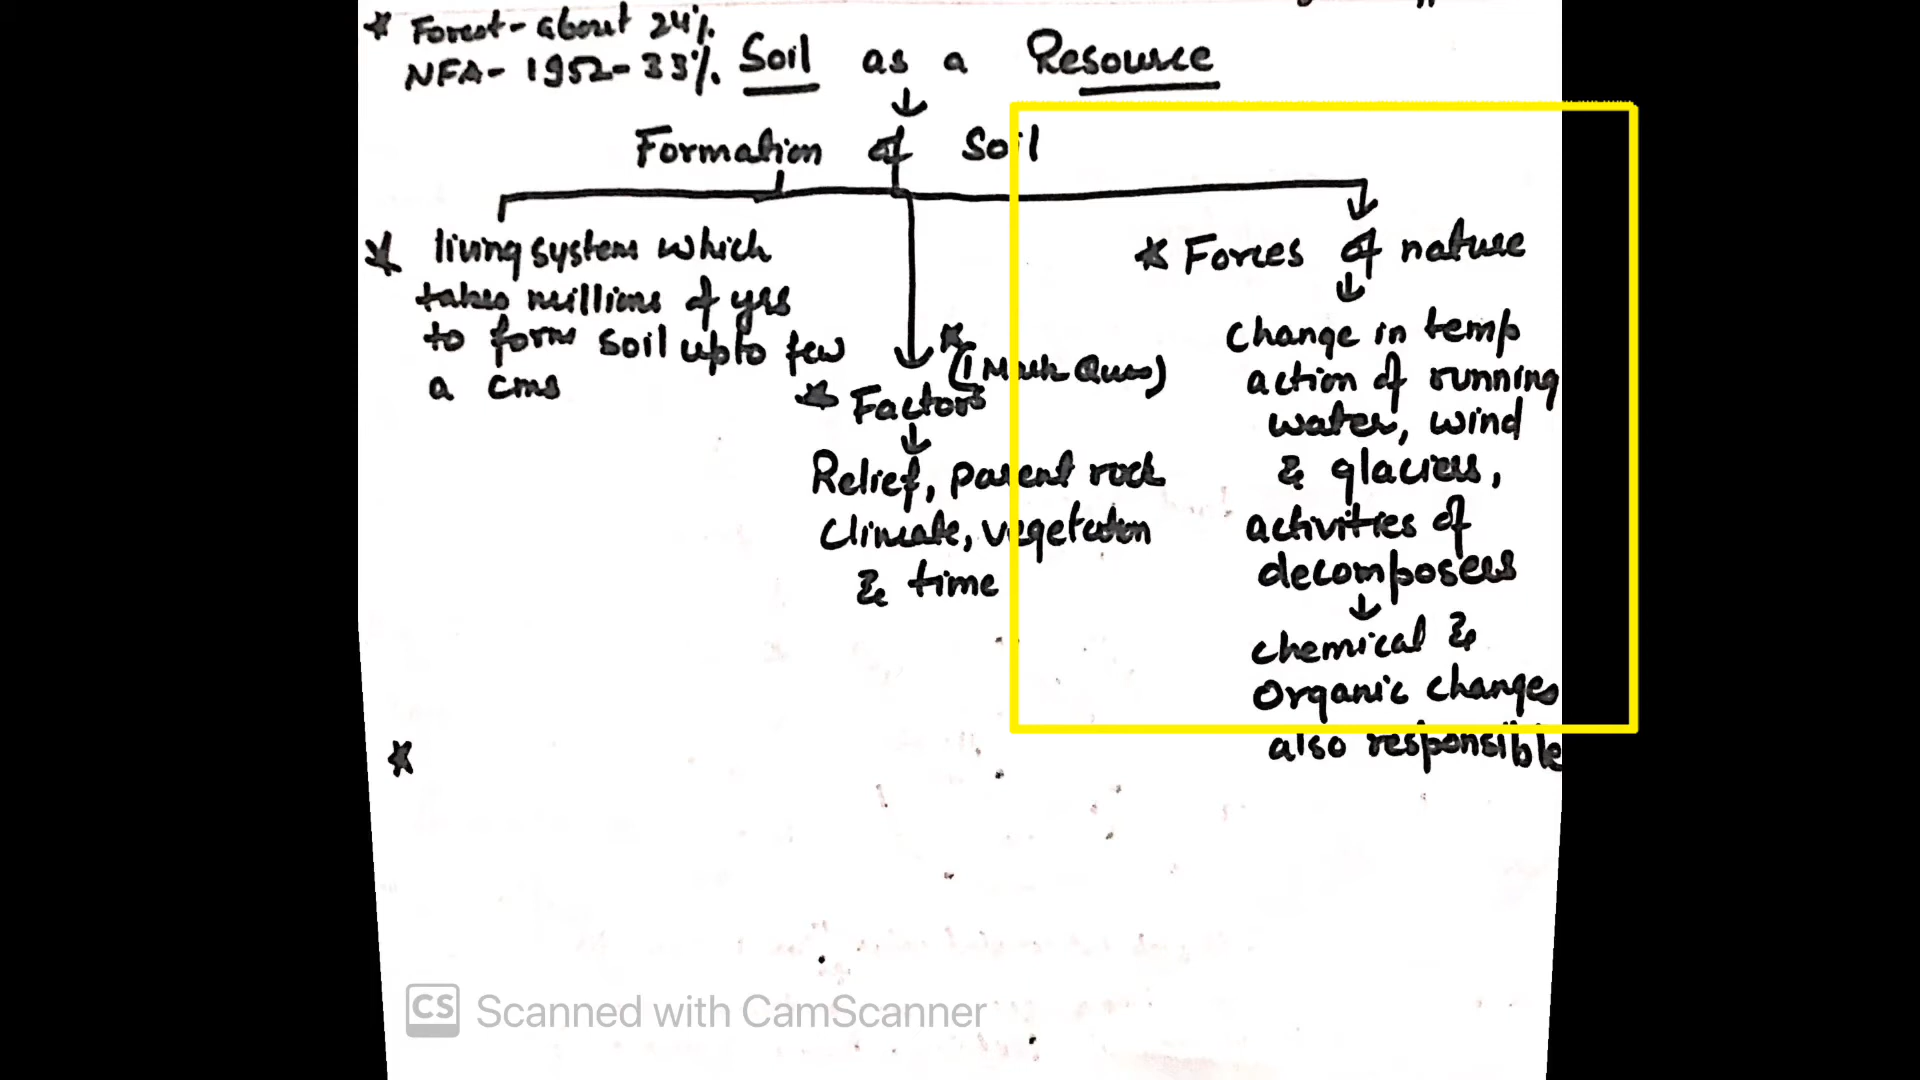 * Forest - about 24%.
NFA - 1952 - 33%.
Soil as a Resource
↓
Formation of Soil
* living system which
takes millions of yrs
to form soil upto few
a cms
* (1 Mark Ques)
* Factors
↓
Relief, parent rock
Climate, vegetation
& time
* Forces of nature
↓
Change in temp
action of running
water, wind
& glaciers,
activities of
decomposers
↓
chemical &
Organic changes
also responsible
*
CS Scanned with CamScanner